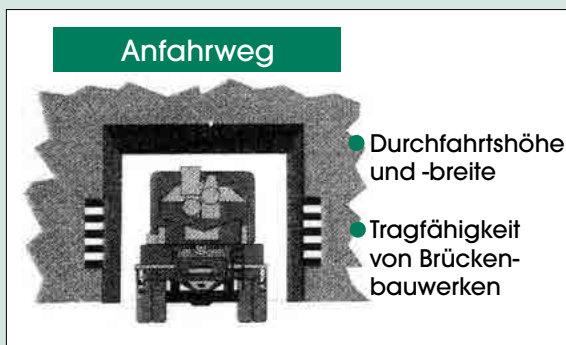 Anfahrweg
Durchfahrtshöhe
und -breite
Tragfähigkeit
von Brücken-
bauwerken